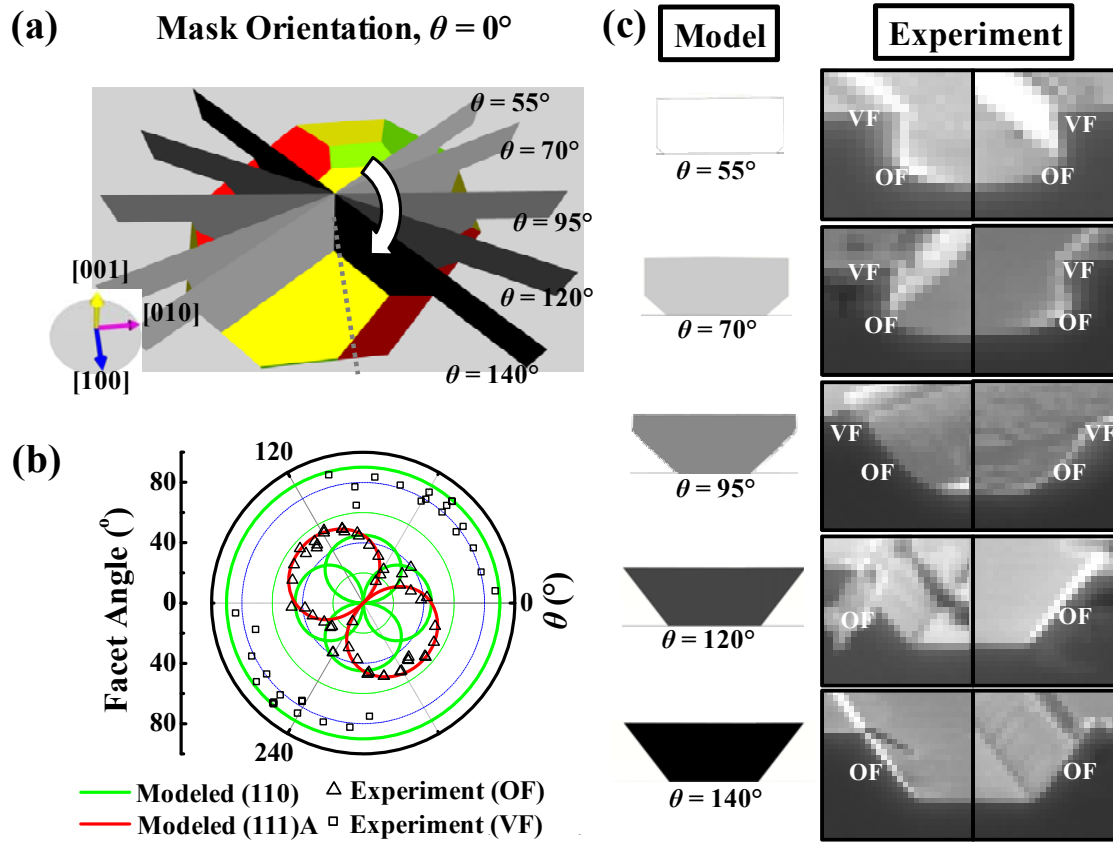 (a) Mask Orientation, θ = 0°
θ = 55°
θ = 70°
θ = 95°
θ = 120°
θ = 140°
[001]
[010]
[100]
(b)
Facet Angle (°)
80
40
0
40
80
120
240
0
θ (°)
Modeled (110)
Experiment (OF)
Modeled (111)A
Experiment (VF)
(c) Model Experiment
θ = 55°
VF
OF
VF
OF
θ = 70°
VF
OF
VF
OF
θ = 95°
VF
OF
VF
OF
θ = 120°
OF
OF
θ = 140°
OF
OF